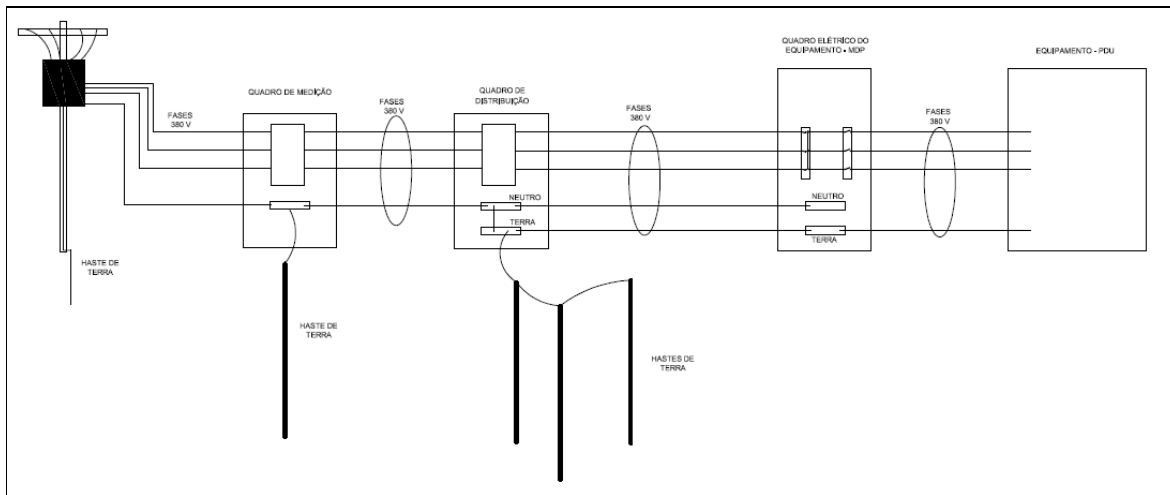 QUADRO ELÉTRICO DO
EQUIPAMENTO - MDP
EQUIPAMENTO - PDU
QUADRO DE MEDIÇÃO
QUADRO DE
DISTRIBUIÇÃO
FASES
380 V
FASES
380 V
FASES
380 V
FASES
380 V
NEUTRO
TERRA
NEUTRO
TERRA
HASTE DE
TERRA
HASTE DE
TERRA
HASTES DE
TERRA